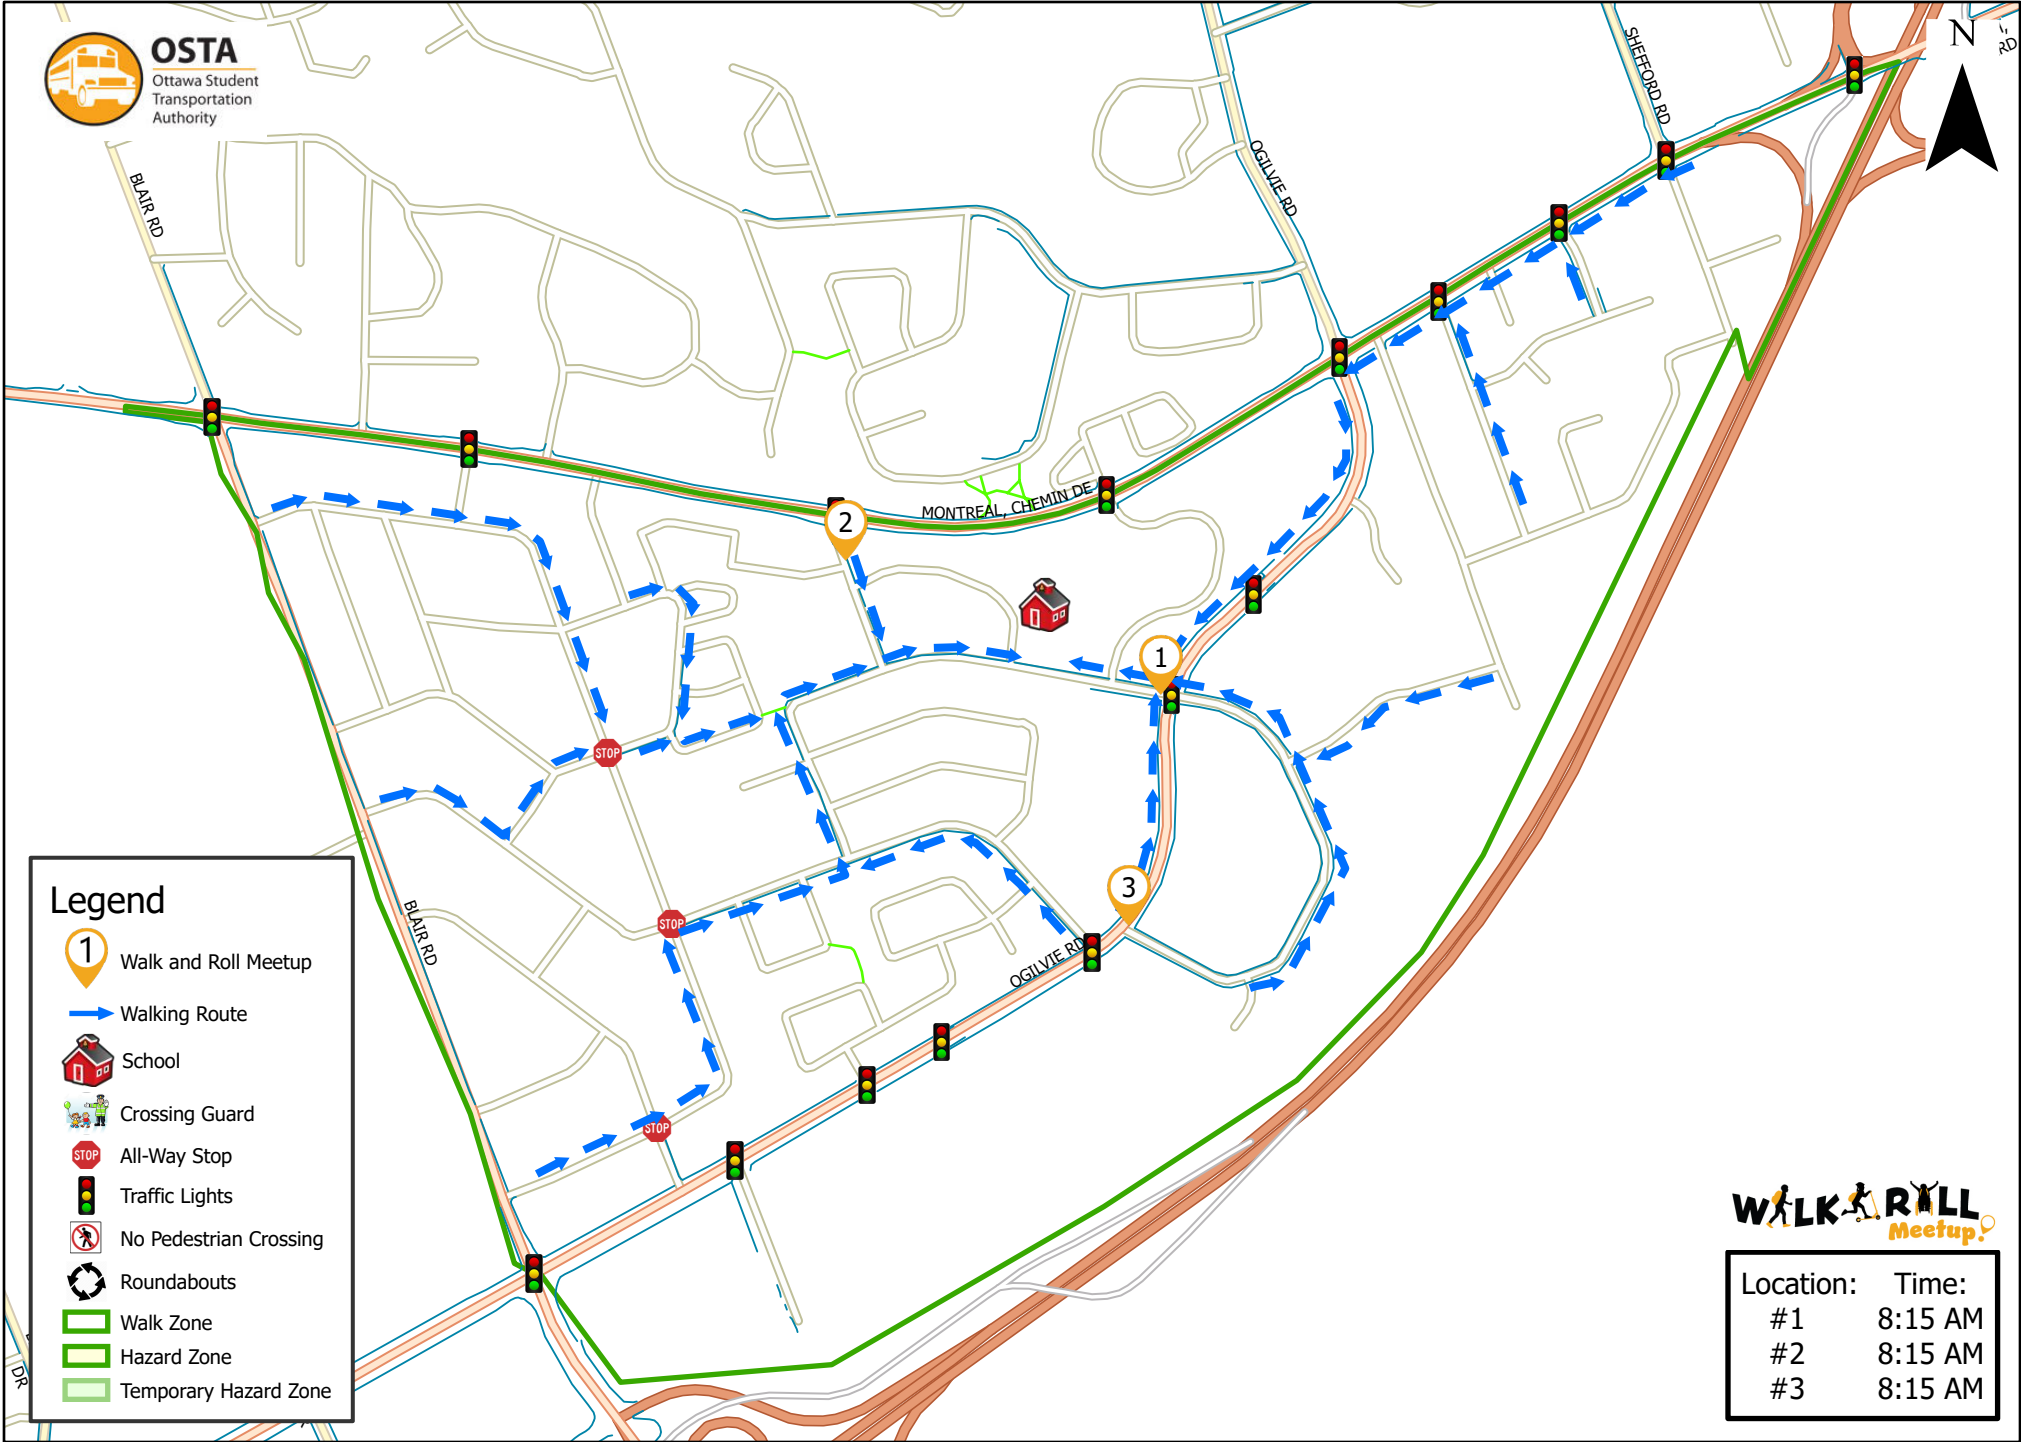 OSTA
Ottawa Student
Transportation
Authority
N
RD
SHEFFORD RD
OGILVIE RD
BLAIR RD
MONTREAL, CHEMIN DE
2
1
3
STOP
STOP
STOP
OGILVIE RD
BLAIR RD
DR
Legend
1 Walk and Roll Meetup
Walking Route
School
Crossing Guard
STOP All-Way Stop
Traffic Lights
No Pedestrian Crossing
Roundabouts
Walk Zone
Hazard Zone
Temporary Hazard Zone
WALK ROLL
Meetup!
Location: Time:
#1 8:15 AM
#2 8:15 AM
#3 8:15 AM